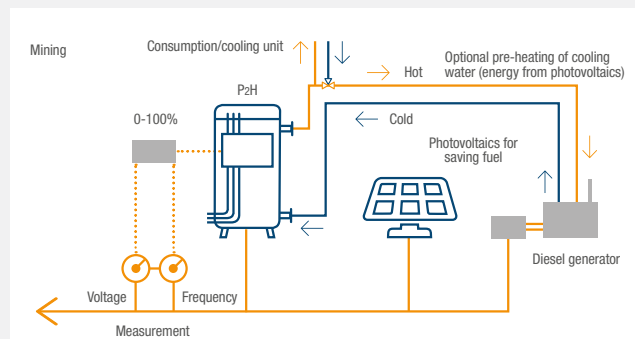 Mining
Consumption/cooling unit
Optional pre-heating of cooling
water (energy from photovoltaics)
Hot
P2H
0-100%
Cold
Photovoltaics for
saving fuel
Diesel generator
Voltage
Frequency
Measurement